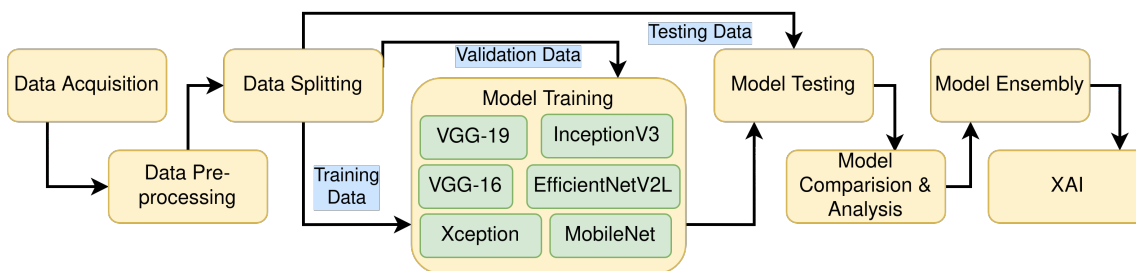 Data Acquisition
Data Pre-
processing
Data Splitting
Training
Data
Validation Data
Testing Data
Model Training
VGG-19
InceptionV3
VGG-16
EfficientNetV2L
Xception
MobileNet
Model Testing
Model
Comparision &
Analysis
Model Ensembly
XAI